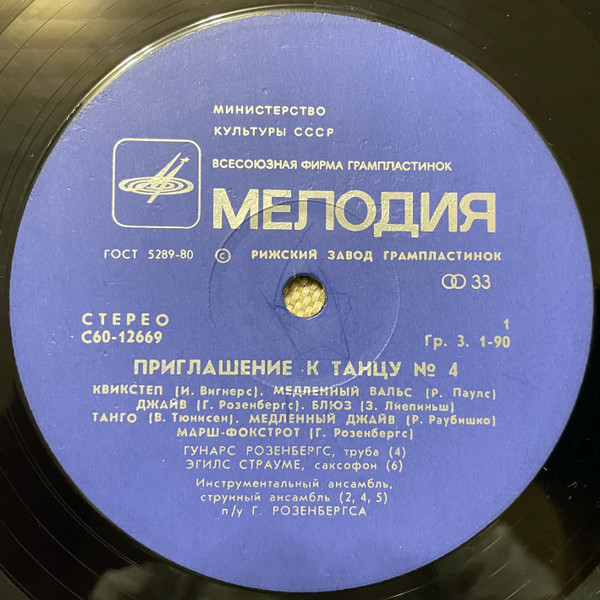 МИНИСТЕРСТВО
КУЛЬТУРЫ СССР
ВСЕСОЮЗНАЯ ФИРМА ГРАМПЛАСТИНОК
МЕЛОДИЯ
ГОСТ 5289-80 © РИЖСКИЙ ЗАВОД ГРАМПЛАСТИНОК
33
СТЕРЕО
С60-12669
1
Гр. 3. 1-90
ПРИГЛАШЕНИЕ К ТАНЦУ № 4
КВИКСТЕП (И. Вигнерс). МЕДЛЕННЫЙ ВАЛЬС (Р. Паулс)
ДЖАЙВ (Г. Розенбергс). БЛЮЗ (З. Лиепиньш)
ТАНГО (В. Тюнисен). МЕДЛЕННЫЙ ДЖАЙВ (Р. Раубишко)
МАРШ-ФОКСТРОТ (Г. Розенбергс)
ГУНАРС РОЗЕНБЕРГС, труба (4)
ЭГИЛС СТРАУМЕ, саксофон (6)
Инструментальный ансамбль,
струнный ансамбль (2, 4, 5)
п/у Г. РОЗЕНБЕРГСА